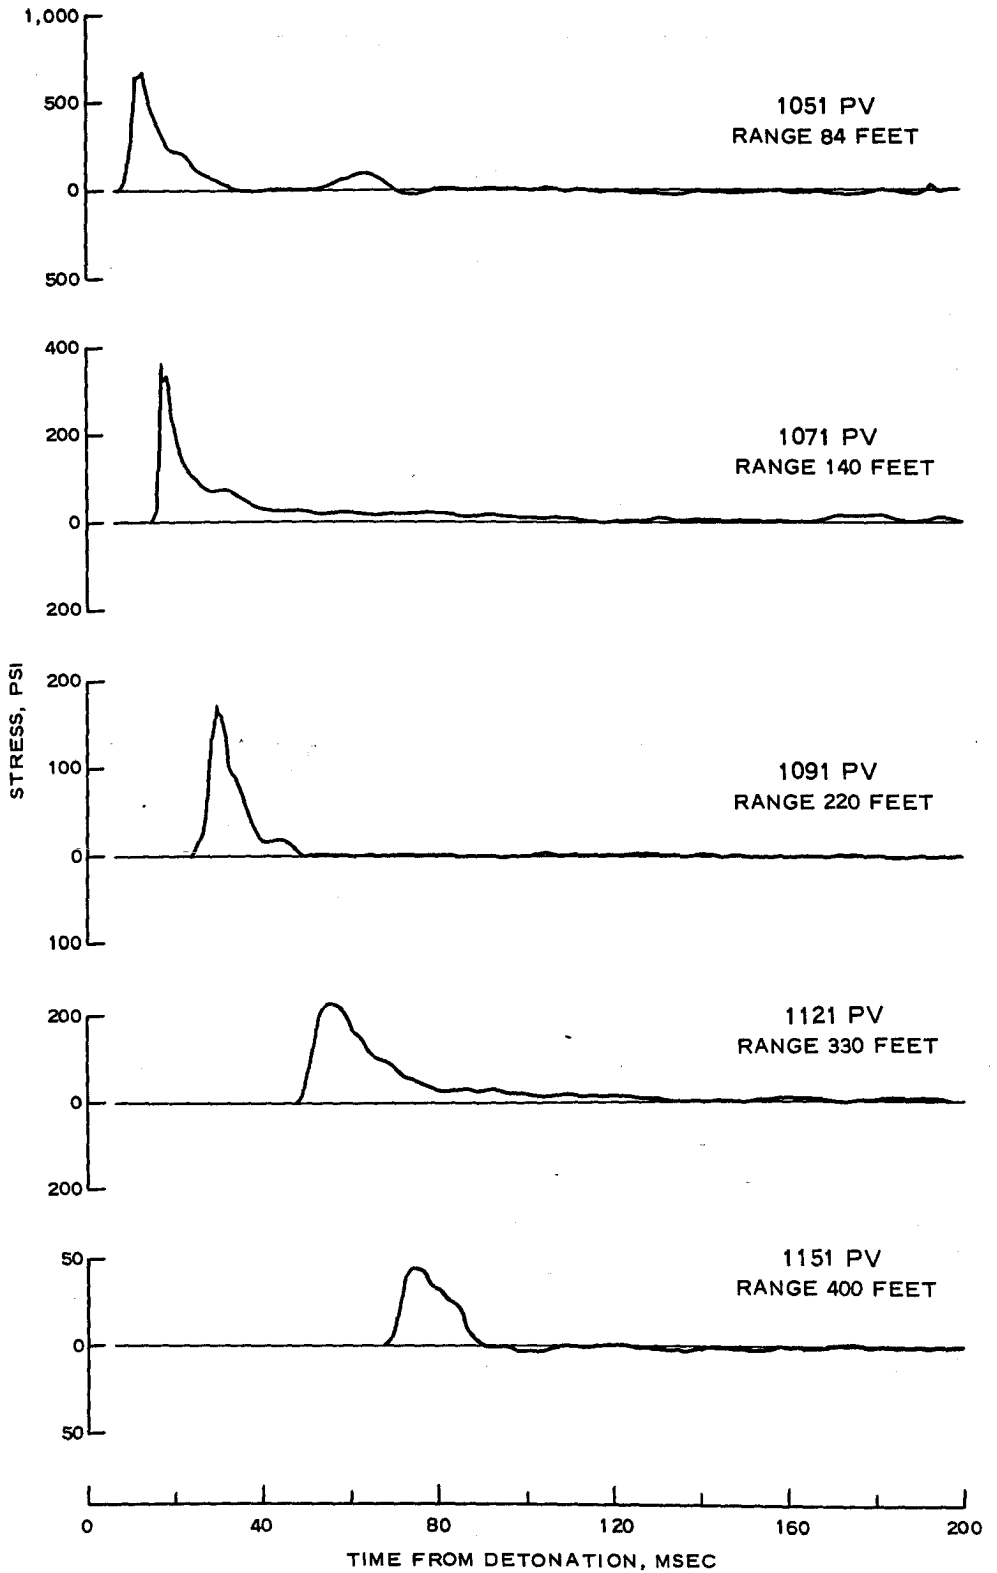 1,000
500
0
500
1051 PV
RANGE 84 FEET
400
200
0
200
1071 PV
RANGE 140 FEET
STRESS, PSI
200
100
0
100
1091 PV
RANGE 220 FEET
200
0
200
1121 PV
RANGE 330 FEET
50
0
50
1151 PV
RANGE 400 FEET
0 40 80 120 160 200
TIME FROM DETONATION, MSEC